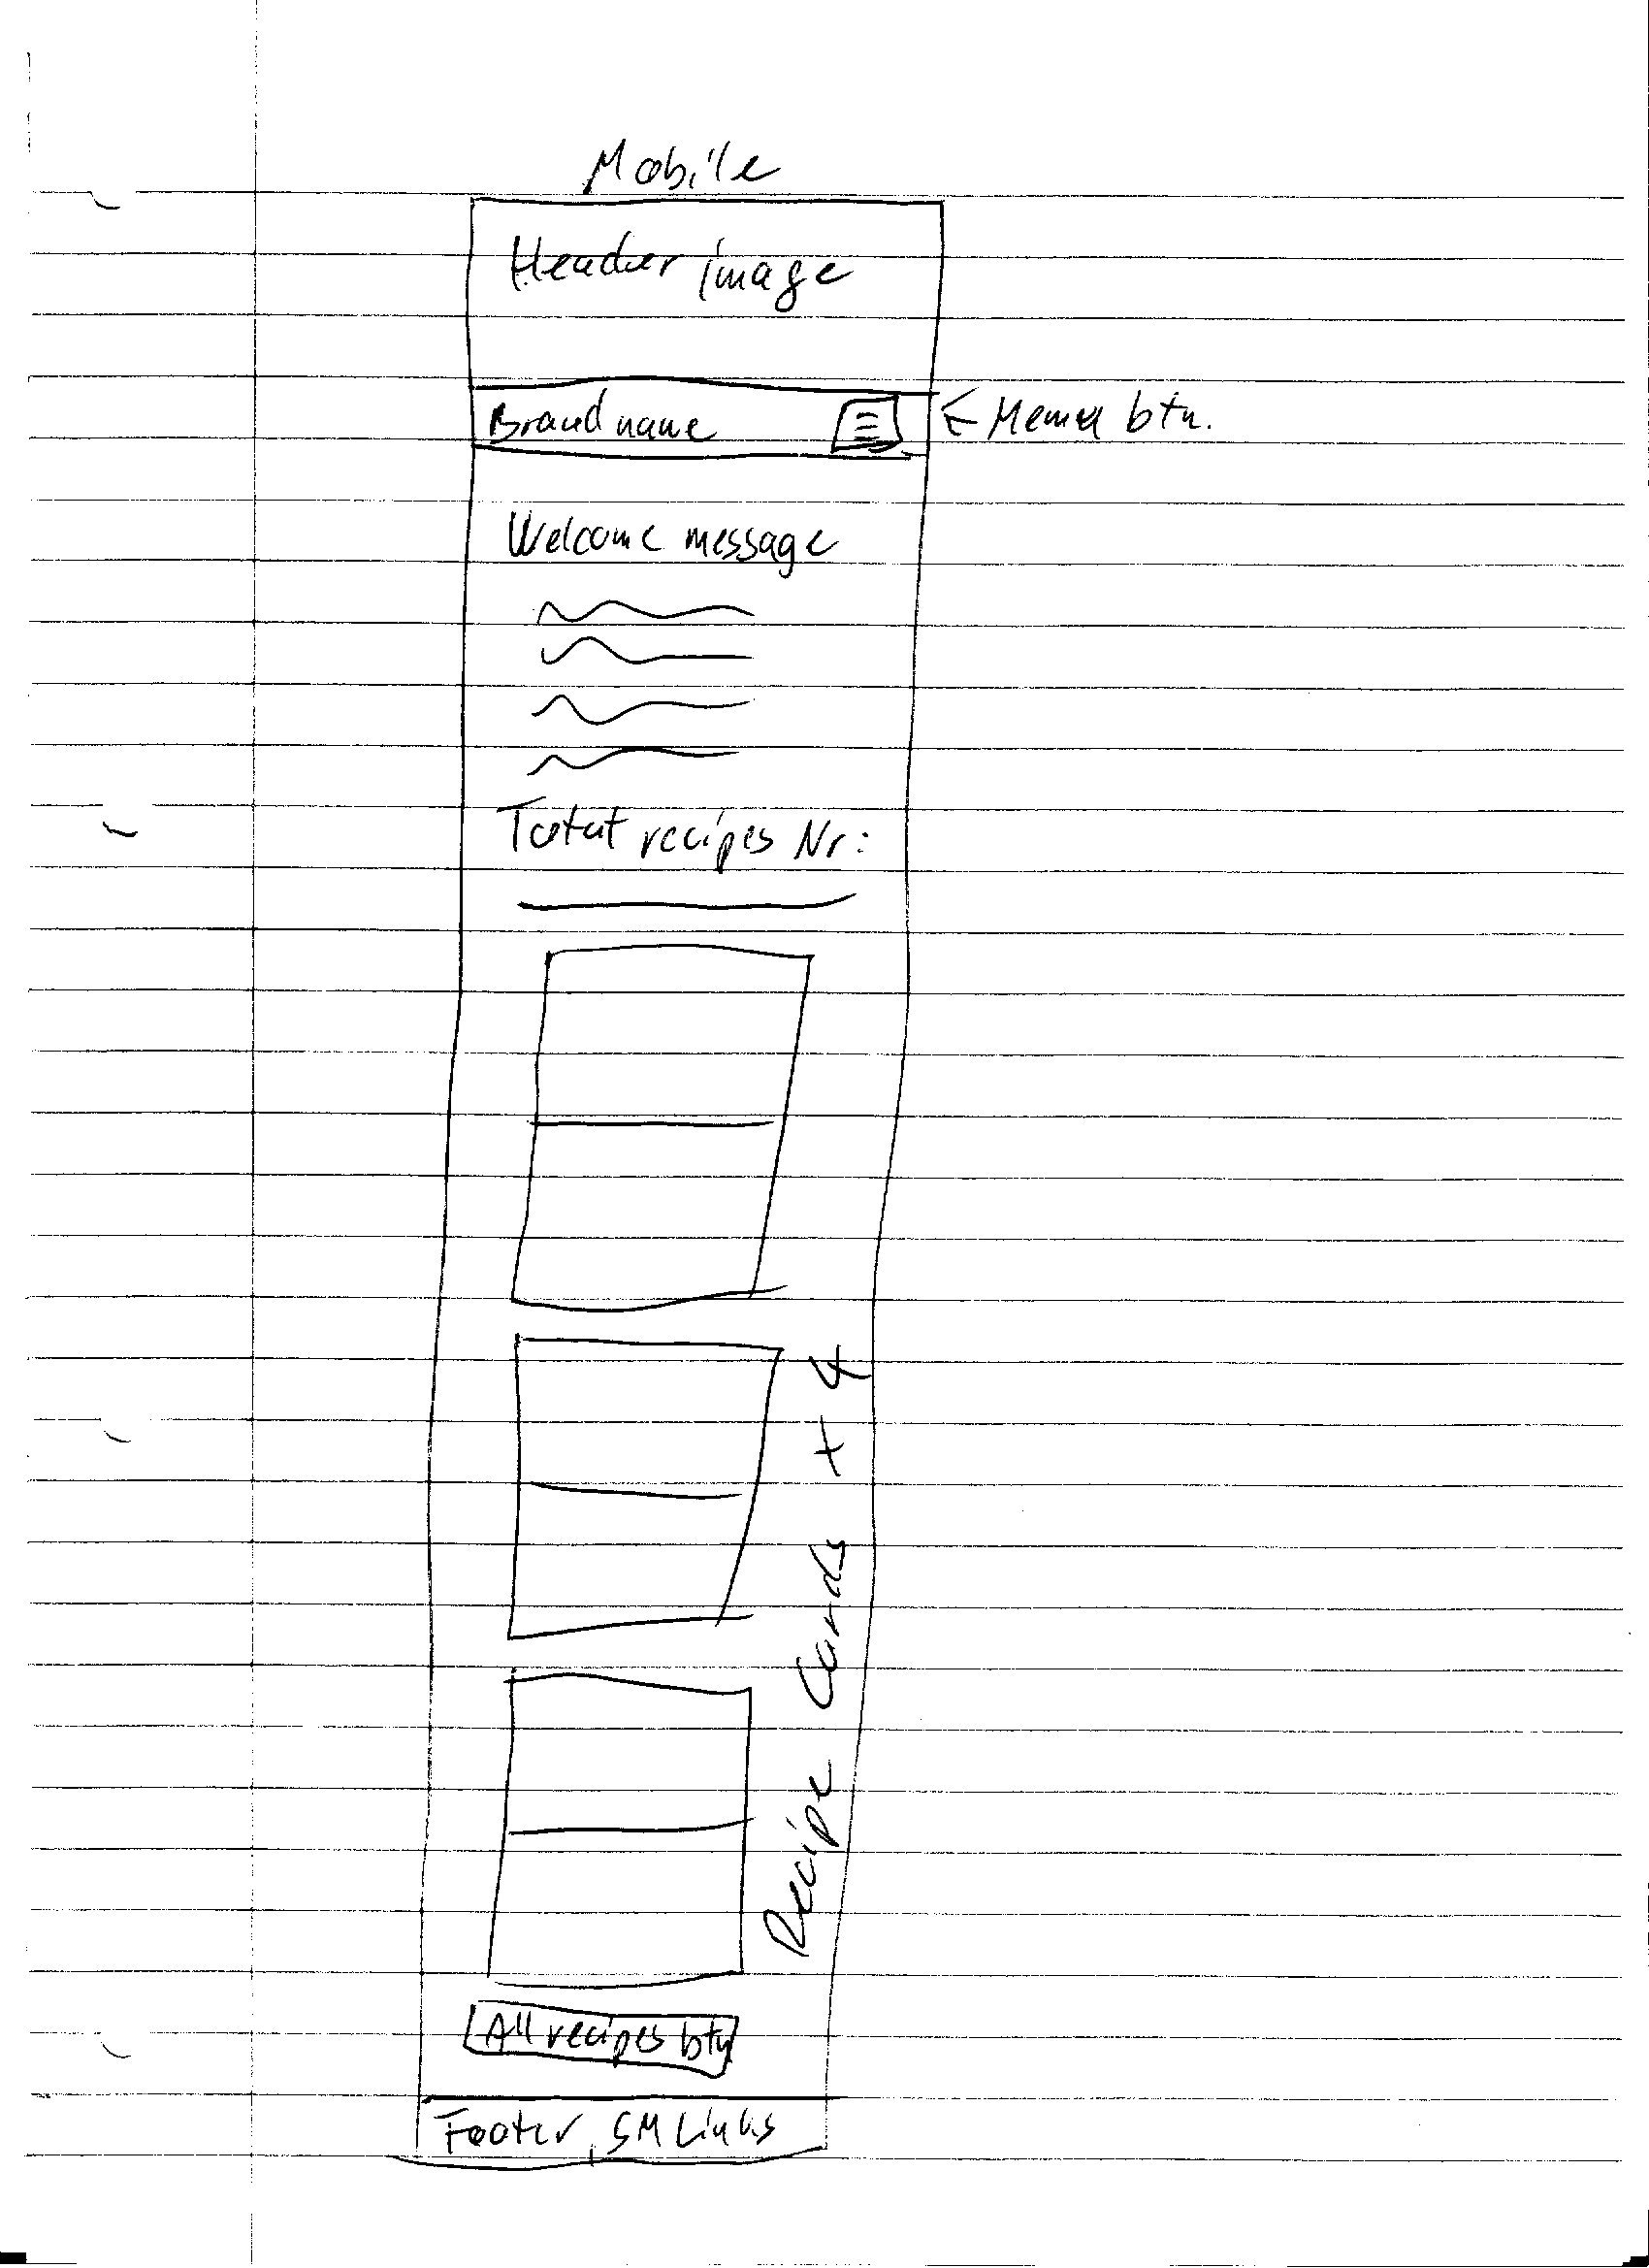 Mobile
Header image
Brand name
← Menu btn.
Welcome message
Total recipes Nr:
Recipe Cards x 4
All recipes btn
Footer, SM Links